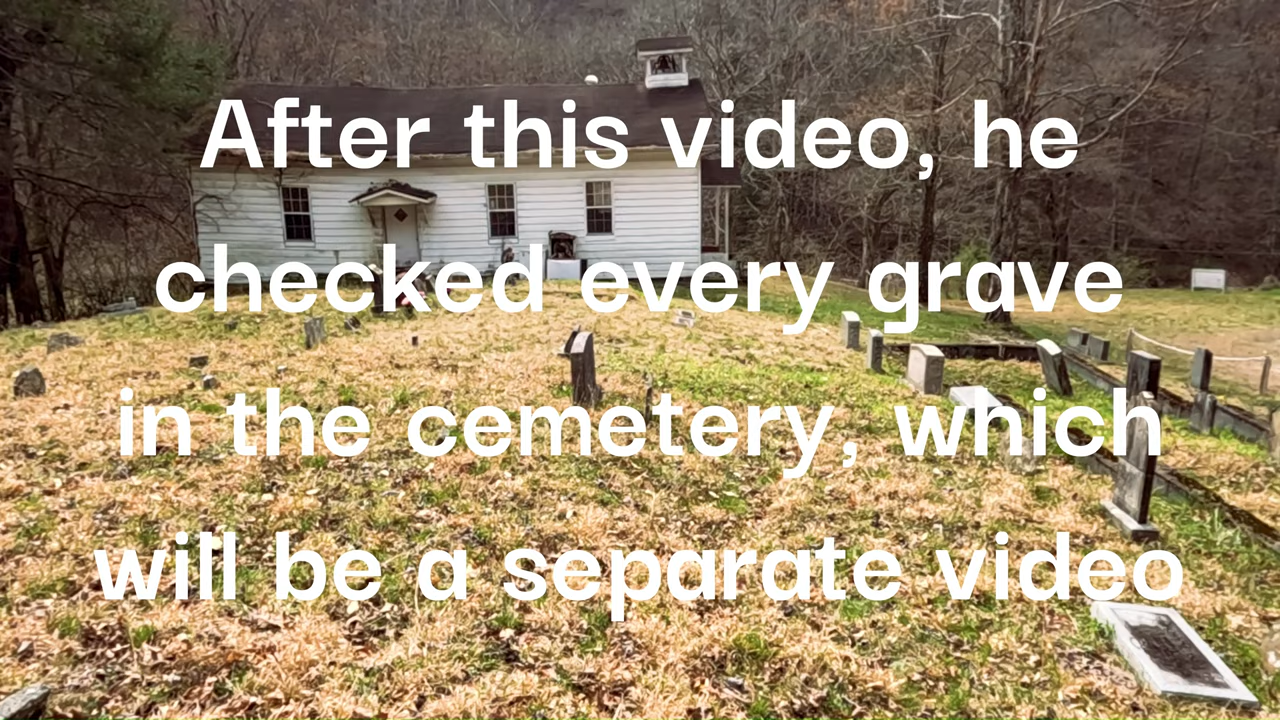 After this video, he
checked every grave
in the cemetery, which
will be a separate video